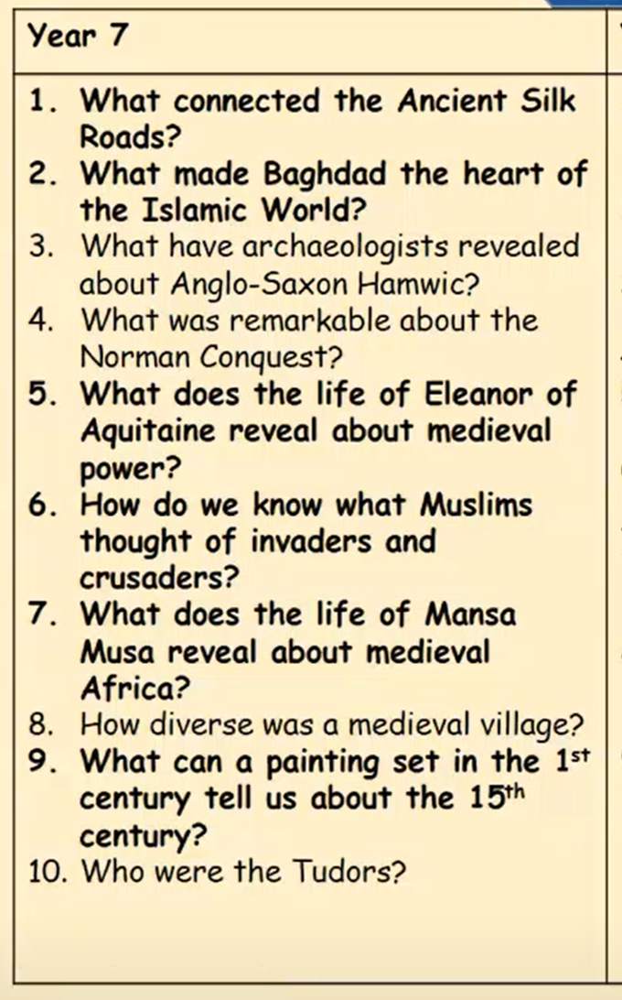 Year 7
1. What connected the Ancient Silk
Roads?
2. What made Baghdad the heart of
the Islamic World?
3. What have archaeologists revealed
about Anglo-Saxon Hamwic?
4. What was remarkable about the
Norman Conquest?
5. What does the life of Eleanor of
Aquitaine reveal about medieval
power?
6. How do we know what Muslims
thought of invaders and
crusaders?
7. What does the life of Mansa
Musa reveal about medieval
Africa?
8. How diverse was a medieval village?
9. What can a painting set in the 1st
century tell us about the 15th
century?
10. Who were the Tudors?